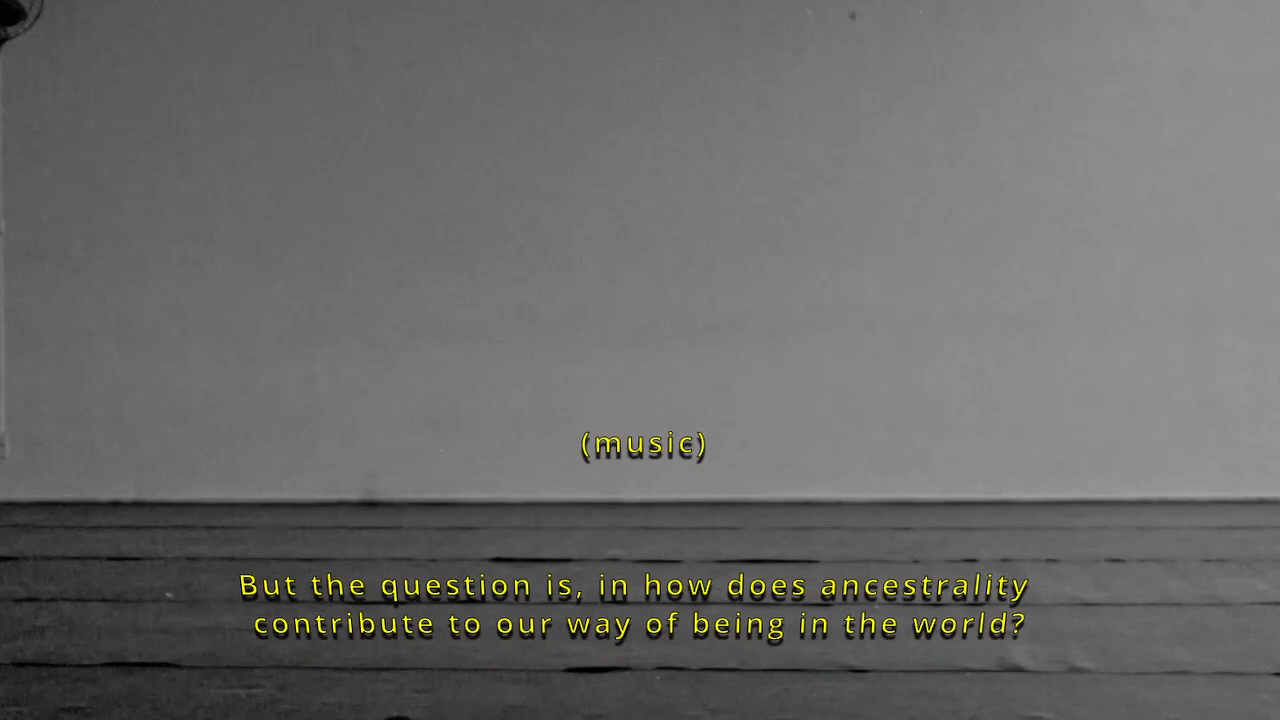 (music)
But the question is, in how does ancestrality
contribute to our way of being in the world?